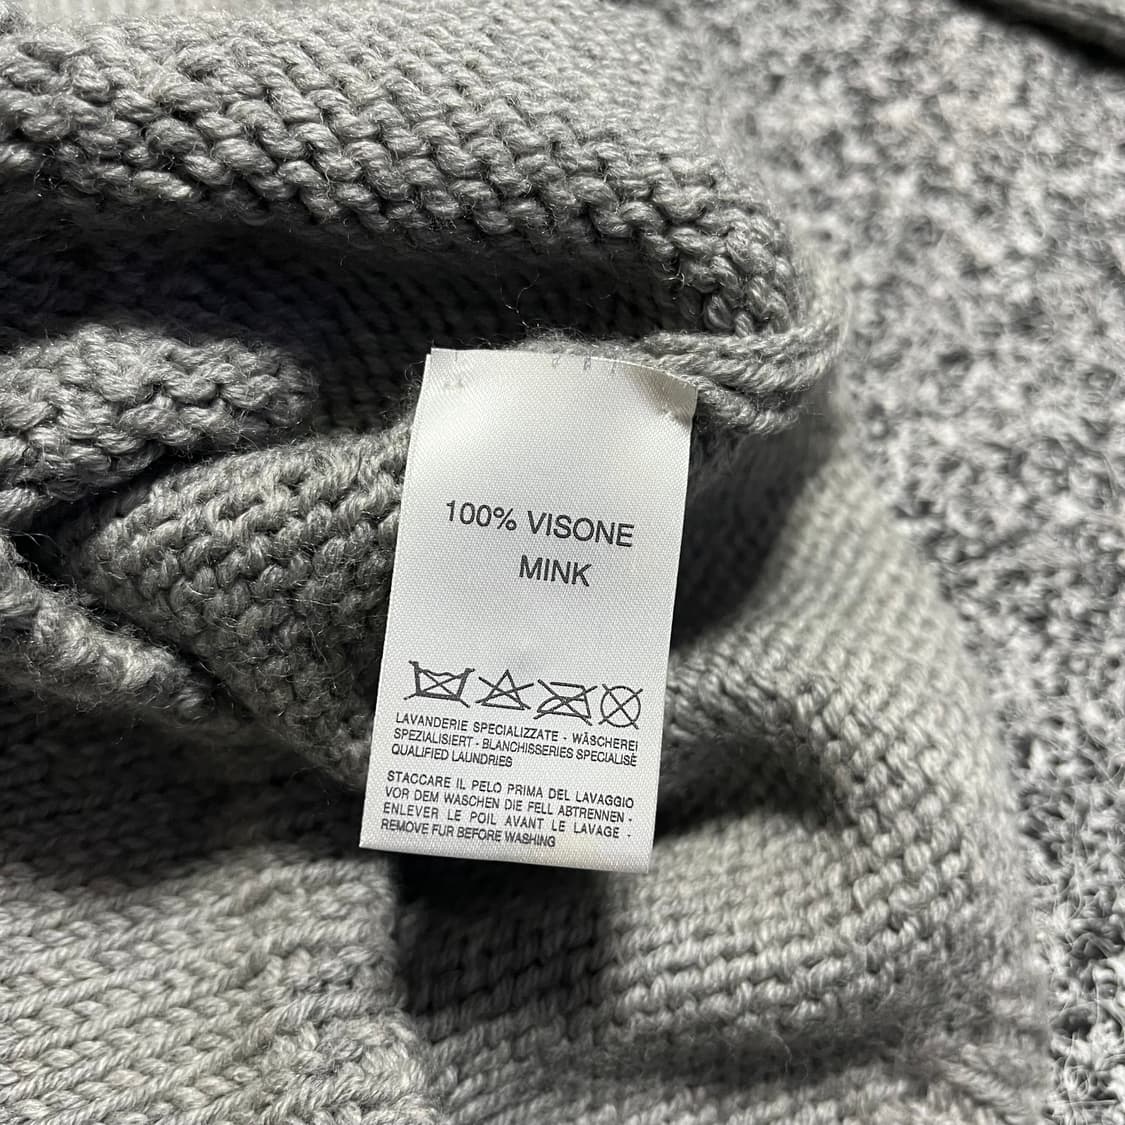 100% VISONE
MINK
LAVANDERIE SPECIALIZZATE - WÄSCHEREI
SPEZIALISIERT - BLANCHISSERIES SPECIALISÈ
QUALIFIED LAUNDRIES
STACCARE IL PELO PRIMA DEL LAVAGGIO
VOR DEM WASCHEN DIE FELL ABTRENNEN -
ENLEVER LE POIL AVANT LE LAVAGE -
REMOVE FUR BEFORE WASHING